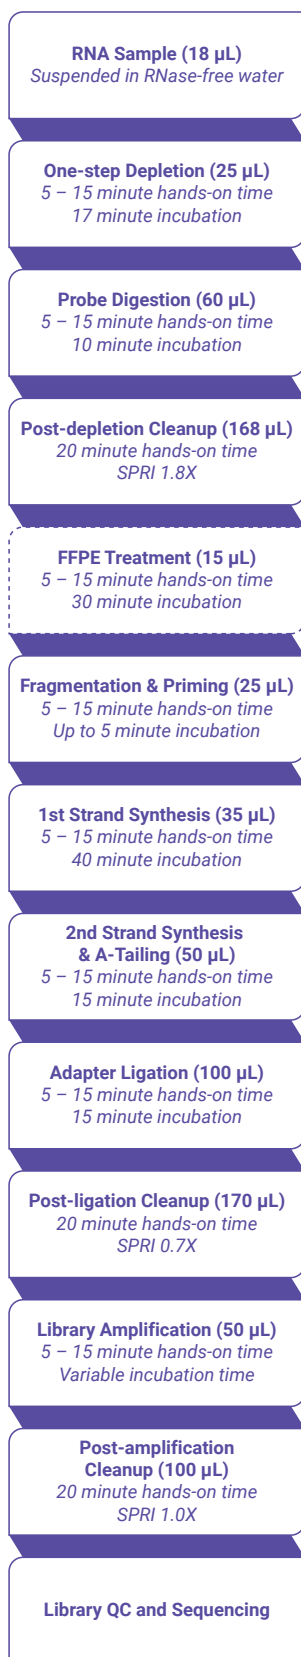 RNA Sample (18 µL)
Suspended in RNase-free water
One-step Depletion (25 µL)
5 – 15 minute hands-on time
17 minute incubation
Probe Digestion (60 µL)
5 – 15 minute hands-on time
10 minute incubation
Post-depletion Cleanup (168 µL)
20 minute hands-on time
SPRI 1.8X
FFPE Treatment (15 µL)
5 – 15 minute hands-on time
30 minute incubation
Fragmentation & Priming (25 µL)
5 – 15 minute hands-on time
Up to 5 minute incubation
1st Strand Synthesis (35 µL)
5 – 15 minute hands-on time
40 minute incubation
2nd Strand Synthesis
& A-Tailing (50 µL)
5 – 15 minute hands-on time
15 minute incubation
Adapter Ligation (100 µL)
5 – 15 minute hands-on time
15 minute incubation
Post-ligation Cleanup (170 µL)
20 minute hands-on time
SPRI 0.7X
Library Amplification (50 µL)
5 – 15 minute hands-on time
Variable incubation time
Post-amplification
Cleanup (100 µL)
20 minute hands-on time
SPRI 1.0X
Library QC and Sequencing